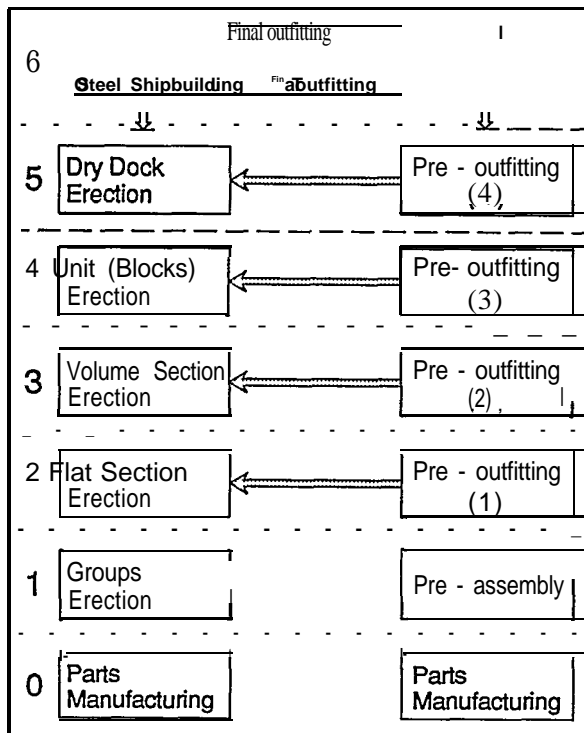 Final outfitting
6
Steel Shipbuilding
5 Dry Dock
Erection
Pre - outfitting
(4)
4 Unit (Blocks)
Erection
Pre- outfitting
(3)
3 Volume Section
Erection
Pre - outfitting
(2)
2 Flat Section
Erection
Pre - outfitting
(1)
1 Groups
Erection
Pre - assembly
0 Parts
Manufacturing
Parts
Manufacturing